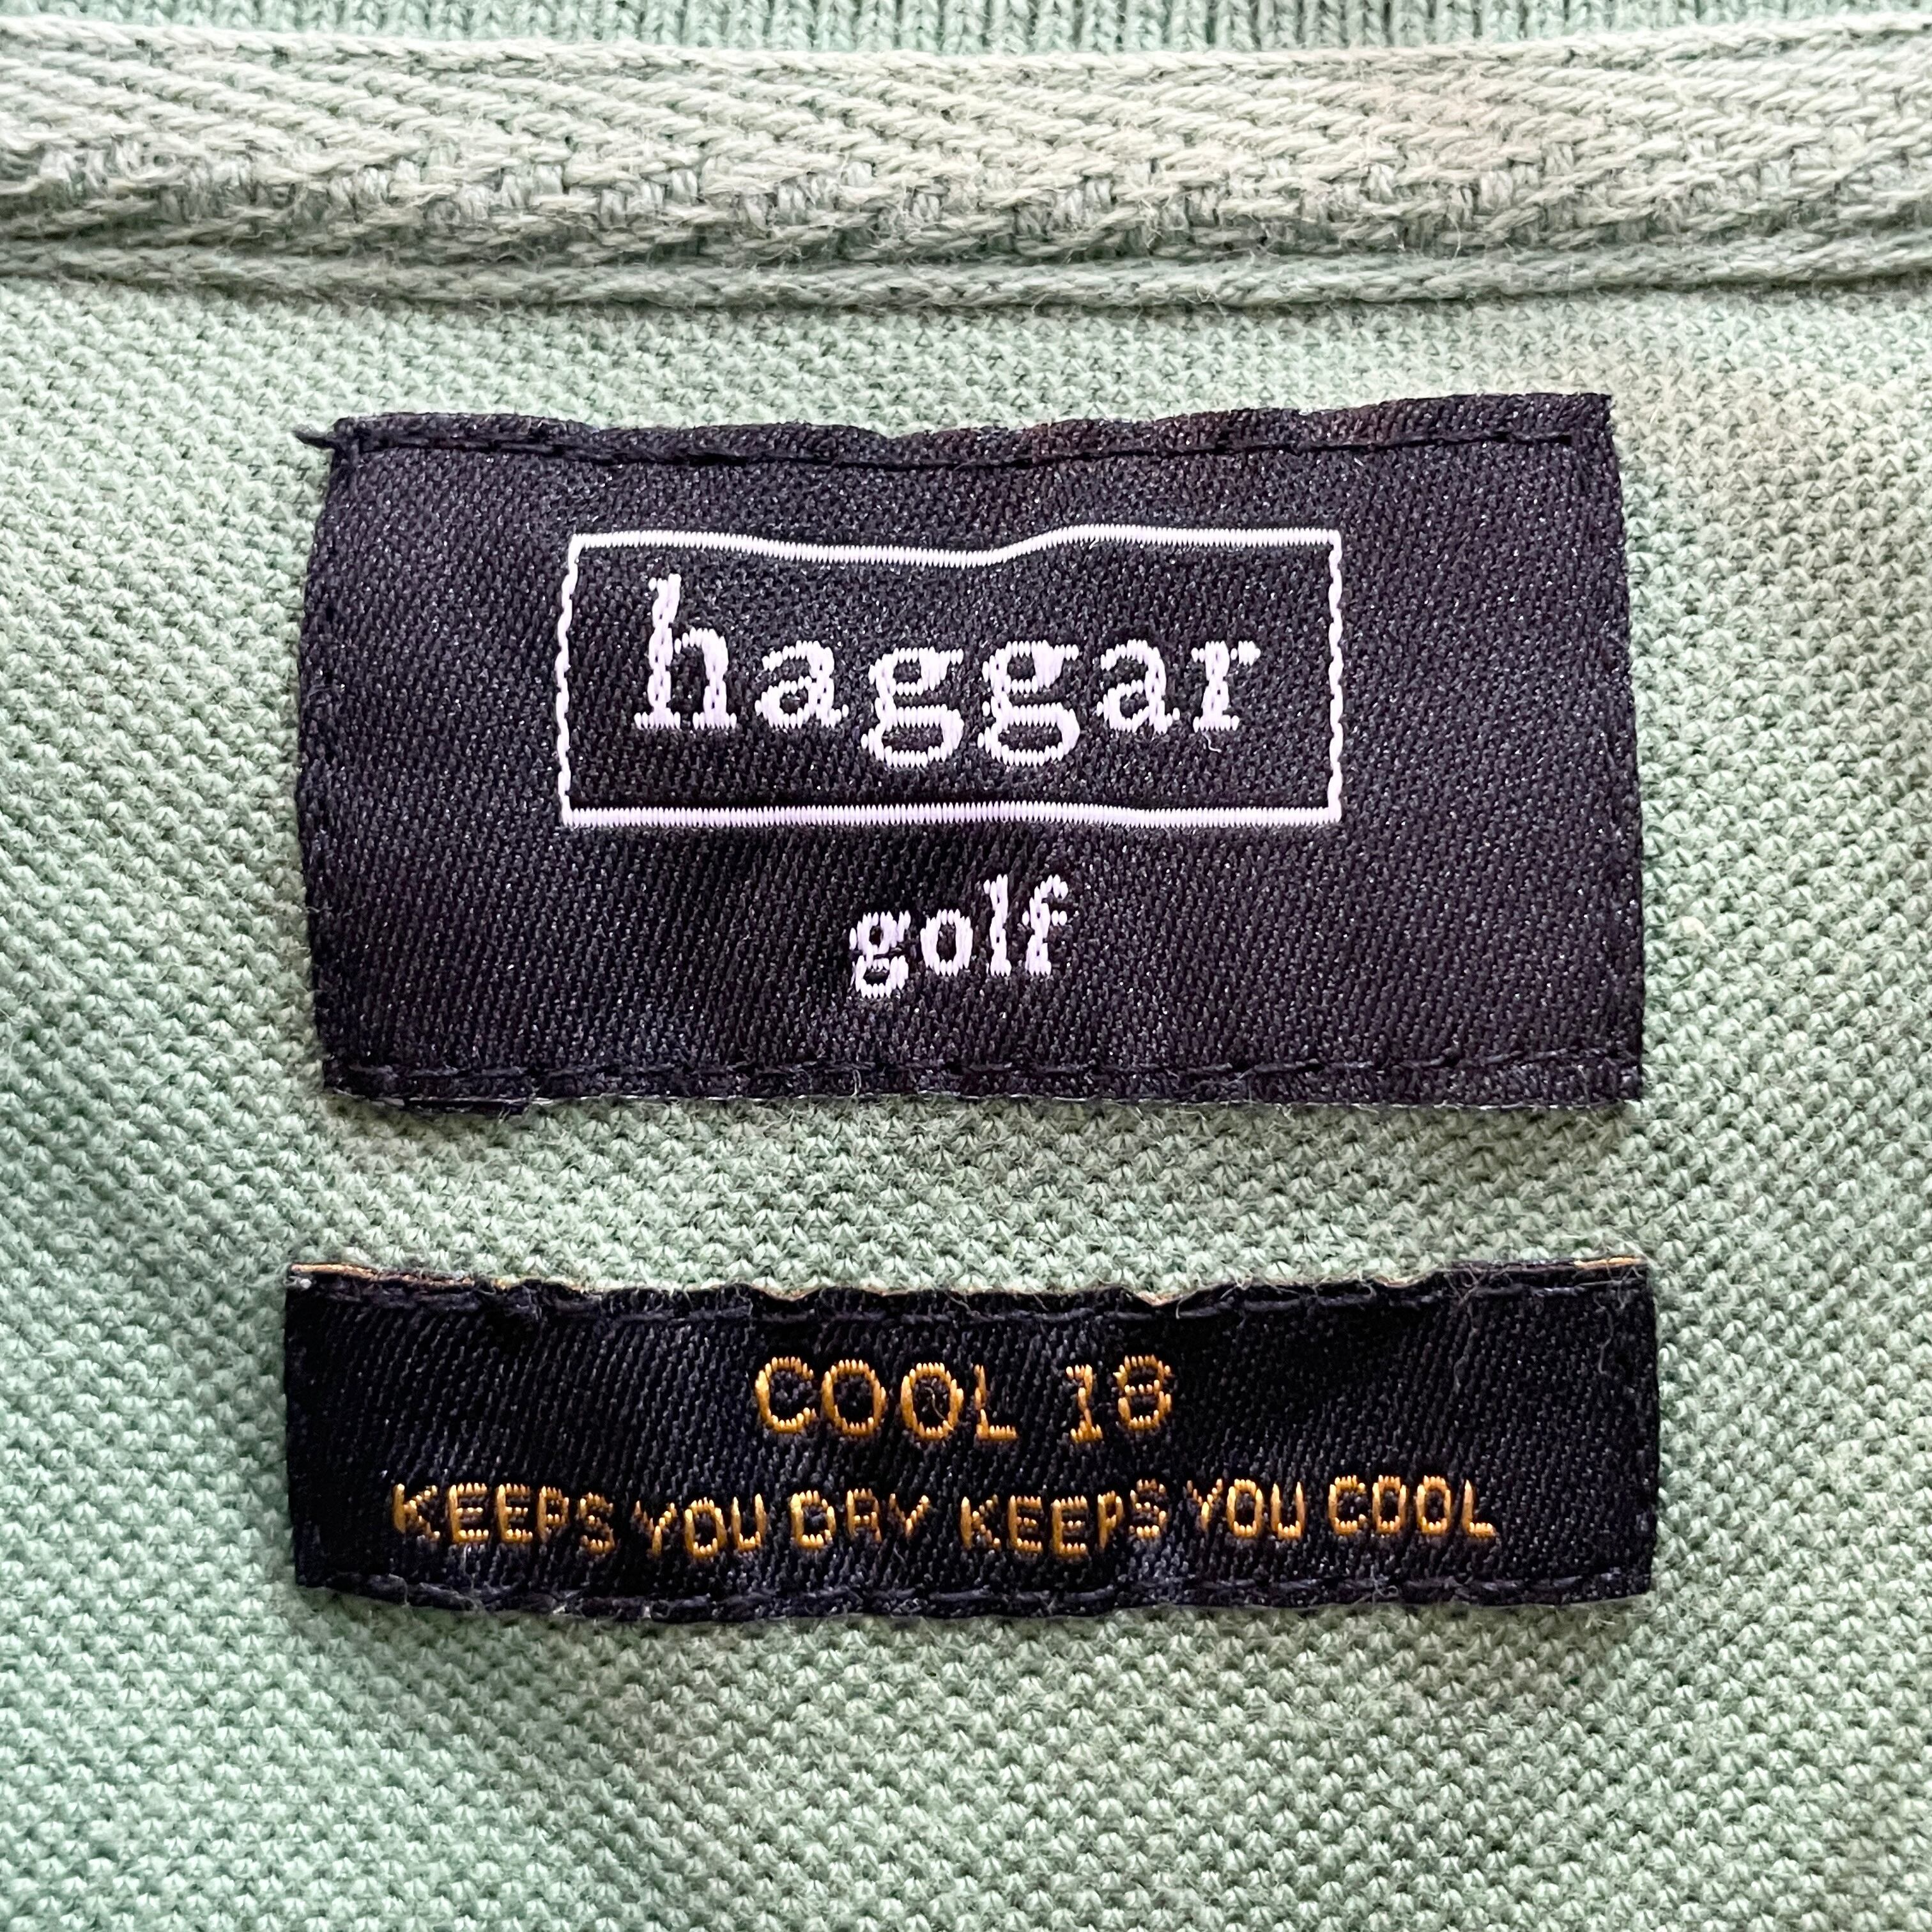 haggar
golf
COOL 18
KEEPS YOU DRY KEEPS YOU COOL